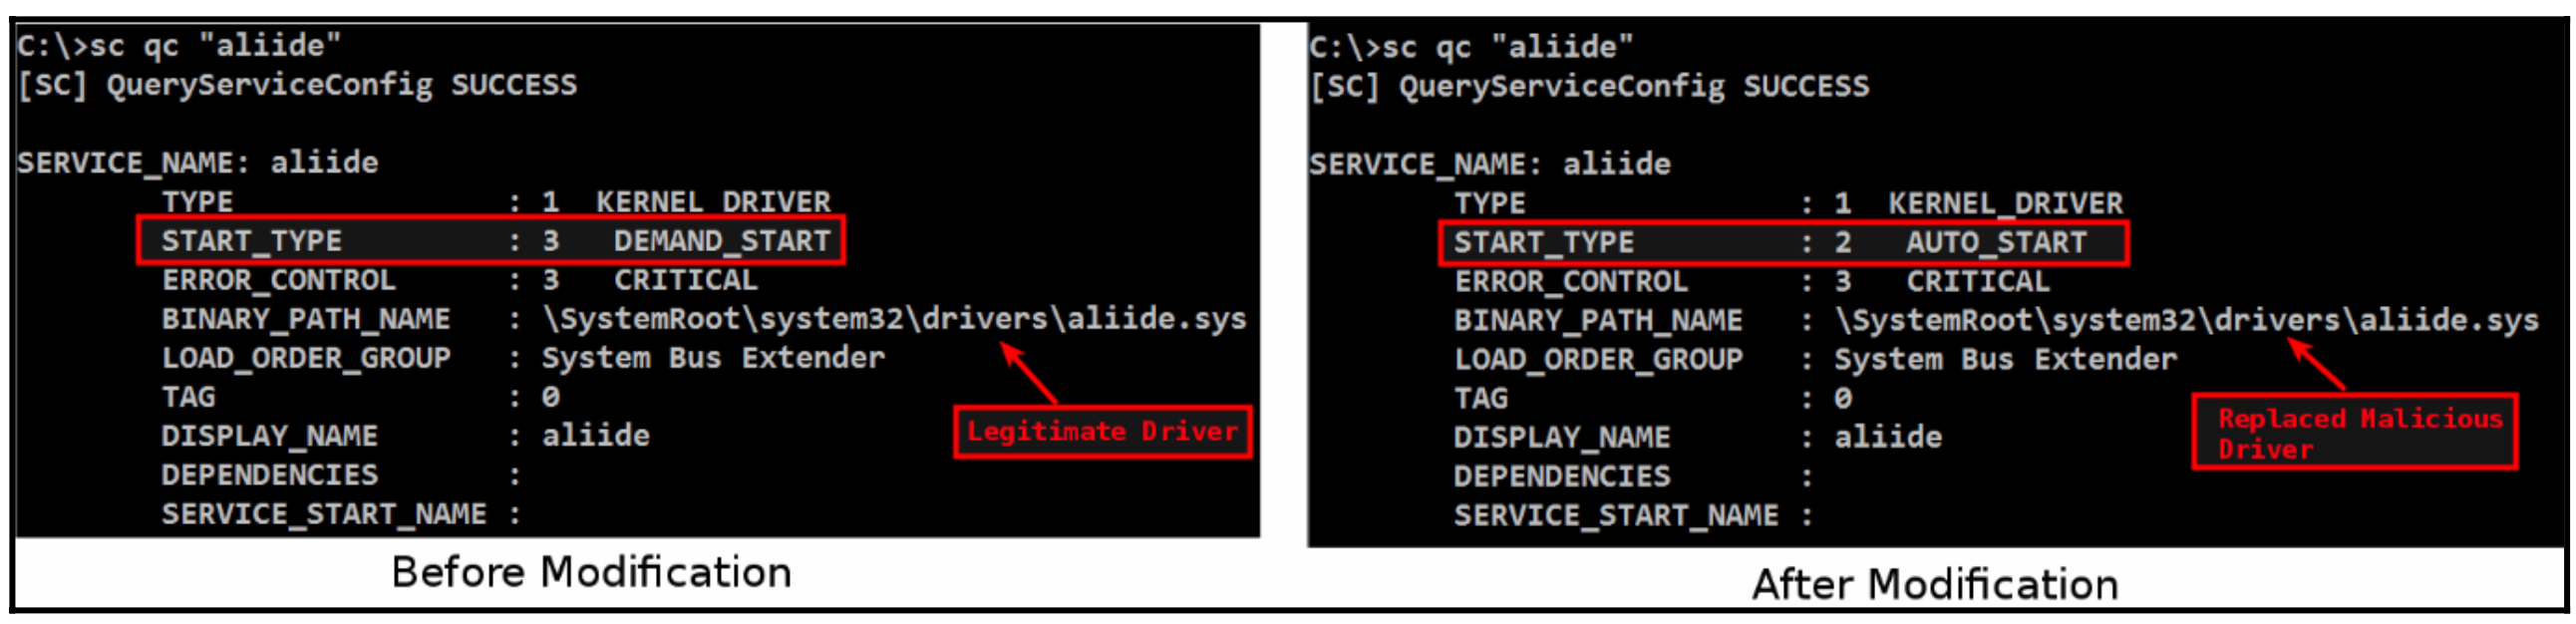 C:\>sc qc "aliide"
[SC] QueryServiceConfig SUCCESS
SERVICE_NAME: aliide
TYPE : 1 KERNEL_DRIVER
START_TYPE : 3 DEMAND_START
ERROR_CONTROL : 3 CRITICAL
BINARY_PATH_NAME : \SystemRoot\system32\drivers\aliide.sys
LOAD_ORDER_GROUP : System Bus Extender
TAG : 0
DISPLAY_NAME : aliide
DEPENDENCIES :
SERVICE_START_NAME :
Legitimate Driver
Before Modification
C:\>sc qc "aliide"
[SC] QueryServiceConfig SUCCESS
SERVICE_NAME: aliide
TYPE : 1 KERNEL_DRIVER
START_TYPE : 2 AUTO_START
ERROR_CONTROL : 3 CRITICAL
BINARY_PATH_NAME : \SystemRoot\system32\drivers\aliide.sys
LOAD_ORDER_GROUP : System Bus Extender
TAG : 0
DISPLAY_NAME : aliide
DEPENDENCIES :
SERVICE_START_NAME :
Replaced Malicious
Driver
After Modification